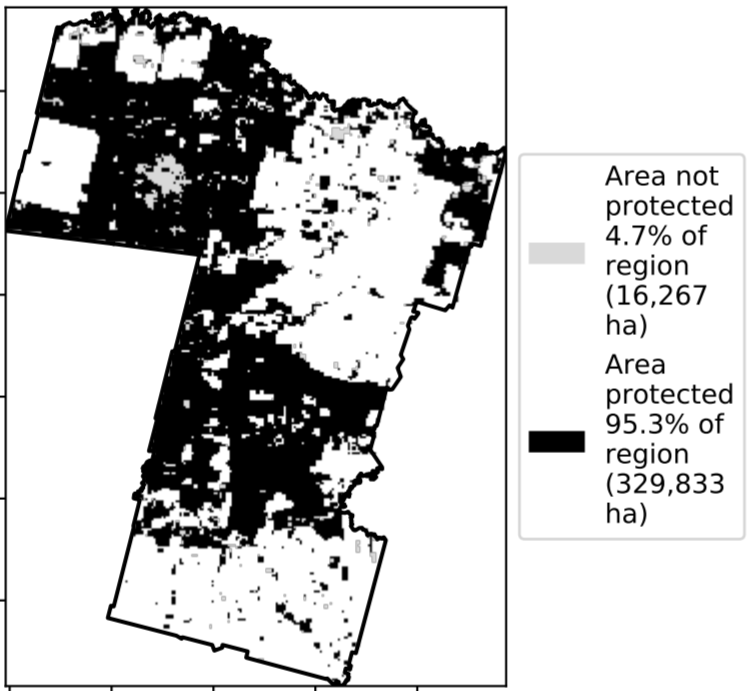 Area not
protected
4.7% of
region
(16,267
ha)
Area
protected
95.3% of
region
(329,833
ha)